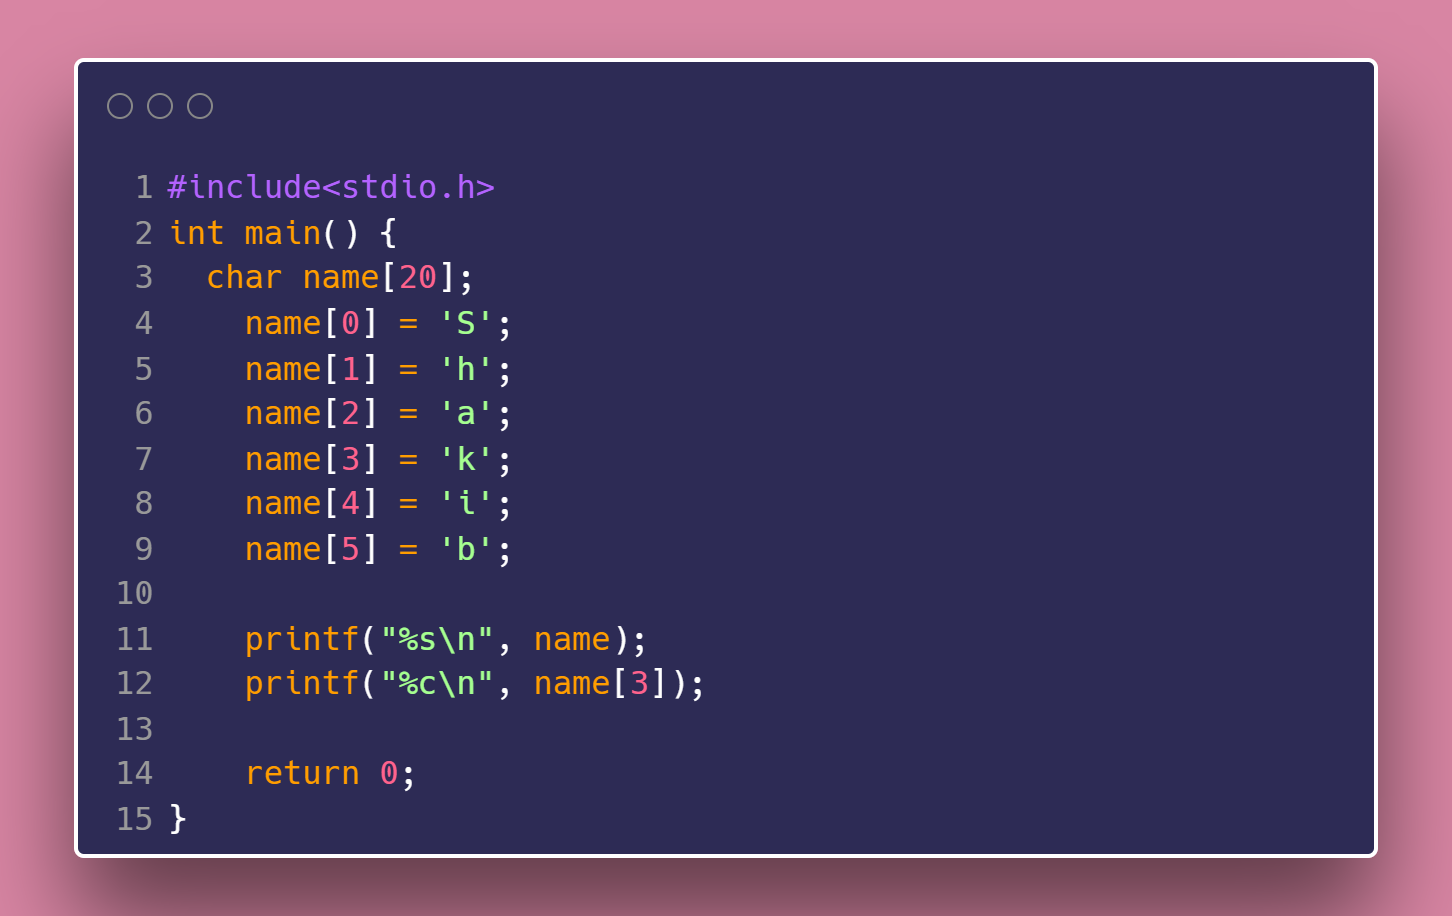 1 #include<stdio.h>
2 int main() {
3   char name[20];
4     name[0] = 'S';
5     name[1] = 'h';
6     name[2] = 'a';
7     name[3] = 'k';
8     name[4] = 'i';
9     name[5] = 'b';
10
11     printf("%s\n", name);
12     printf("%c\n", name[3]);
13
14     return 0;
15 }